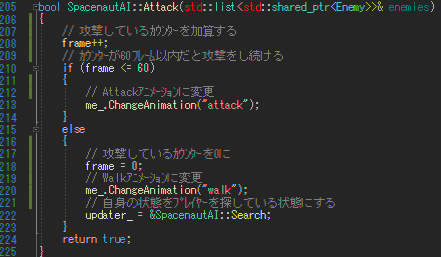 205 bool SpacenautAI::Attack(std::list<std::shared_ptr<Enemy>>& enemies)
206 {
207 // 攻撃しているｶｳﾝﾀｰを加算する
208 frame++;
209 // ｶｳﾝﾀｰが60ﾌﾚｰﾑ以内だと攻撃をし続ける
210 if (frame <= 60)
211 {
212 // Attackｱﾆﾒｰｼｮﾝに変更
213 me_.ChangeAnimation("attack");
214 }
215 else
216 {
217 // 攻撃しているｶｳﾝﾀｰを0に
218 frame = 0;
219 // Walkｱﾆﾒｰｼｮﾝに変更
220 me_.ChangeAnimation("walk");
221 // 自身の状態をﾌﾟﾚｲﾔｰを探している状態にする
222 updater_ = &SpacenautAI::Search;
223 }
224 return true;
225 }